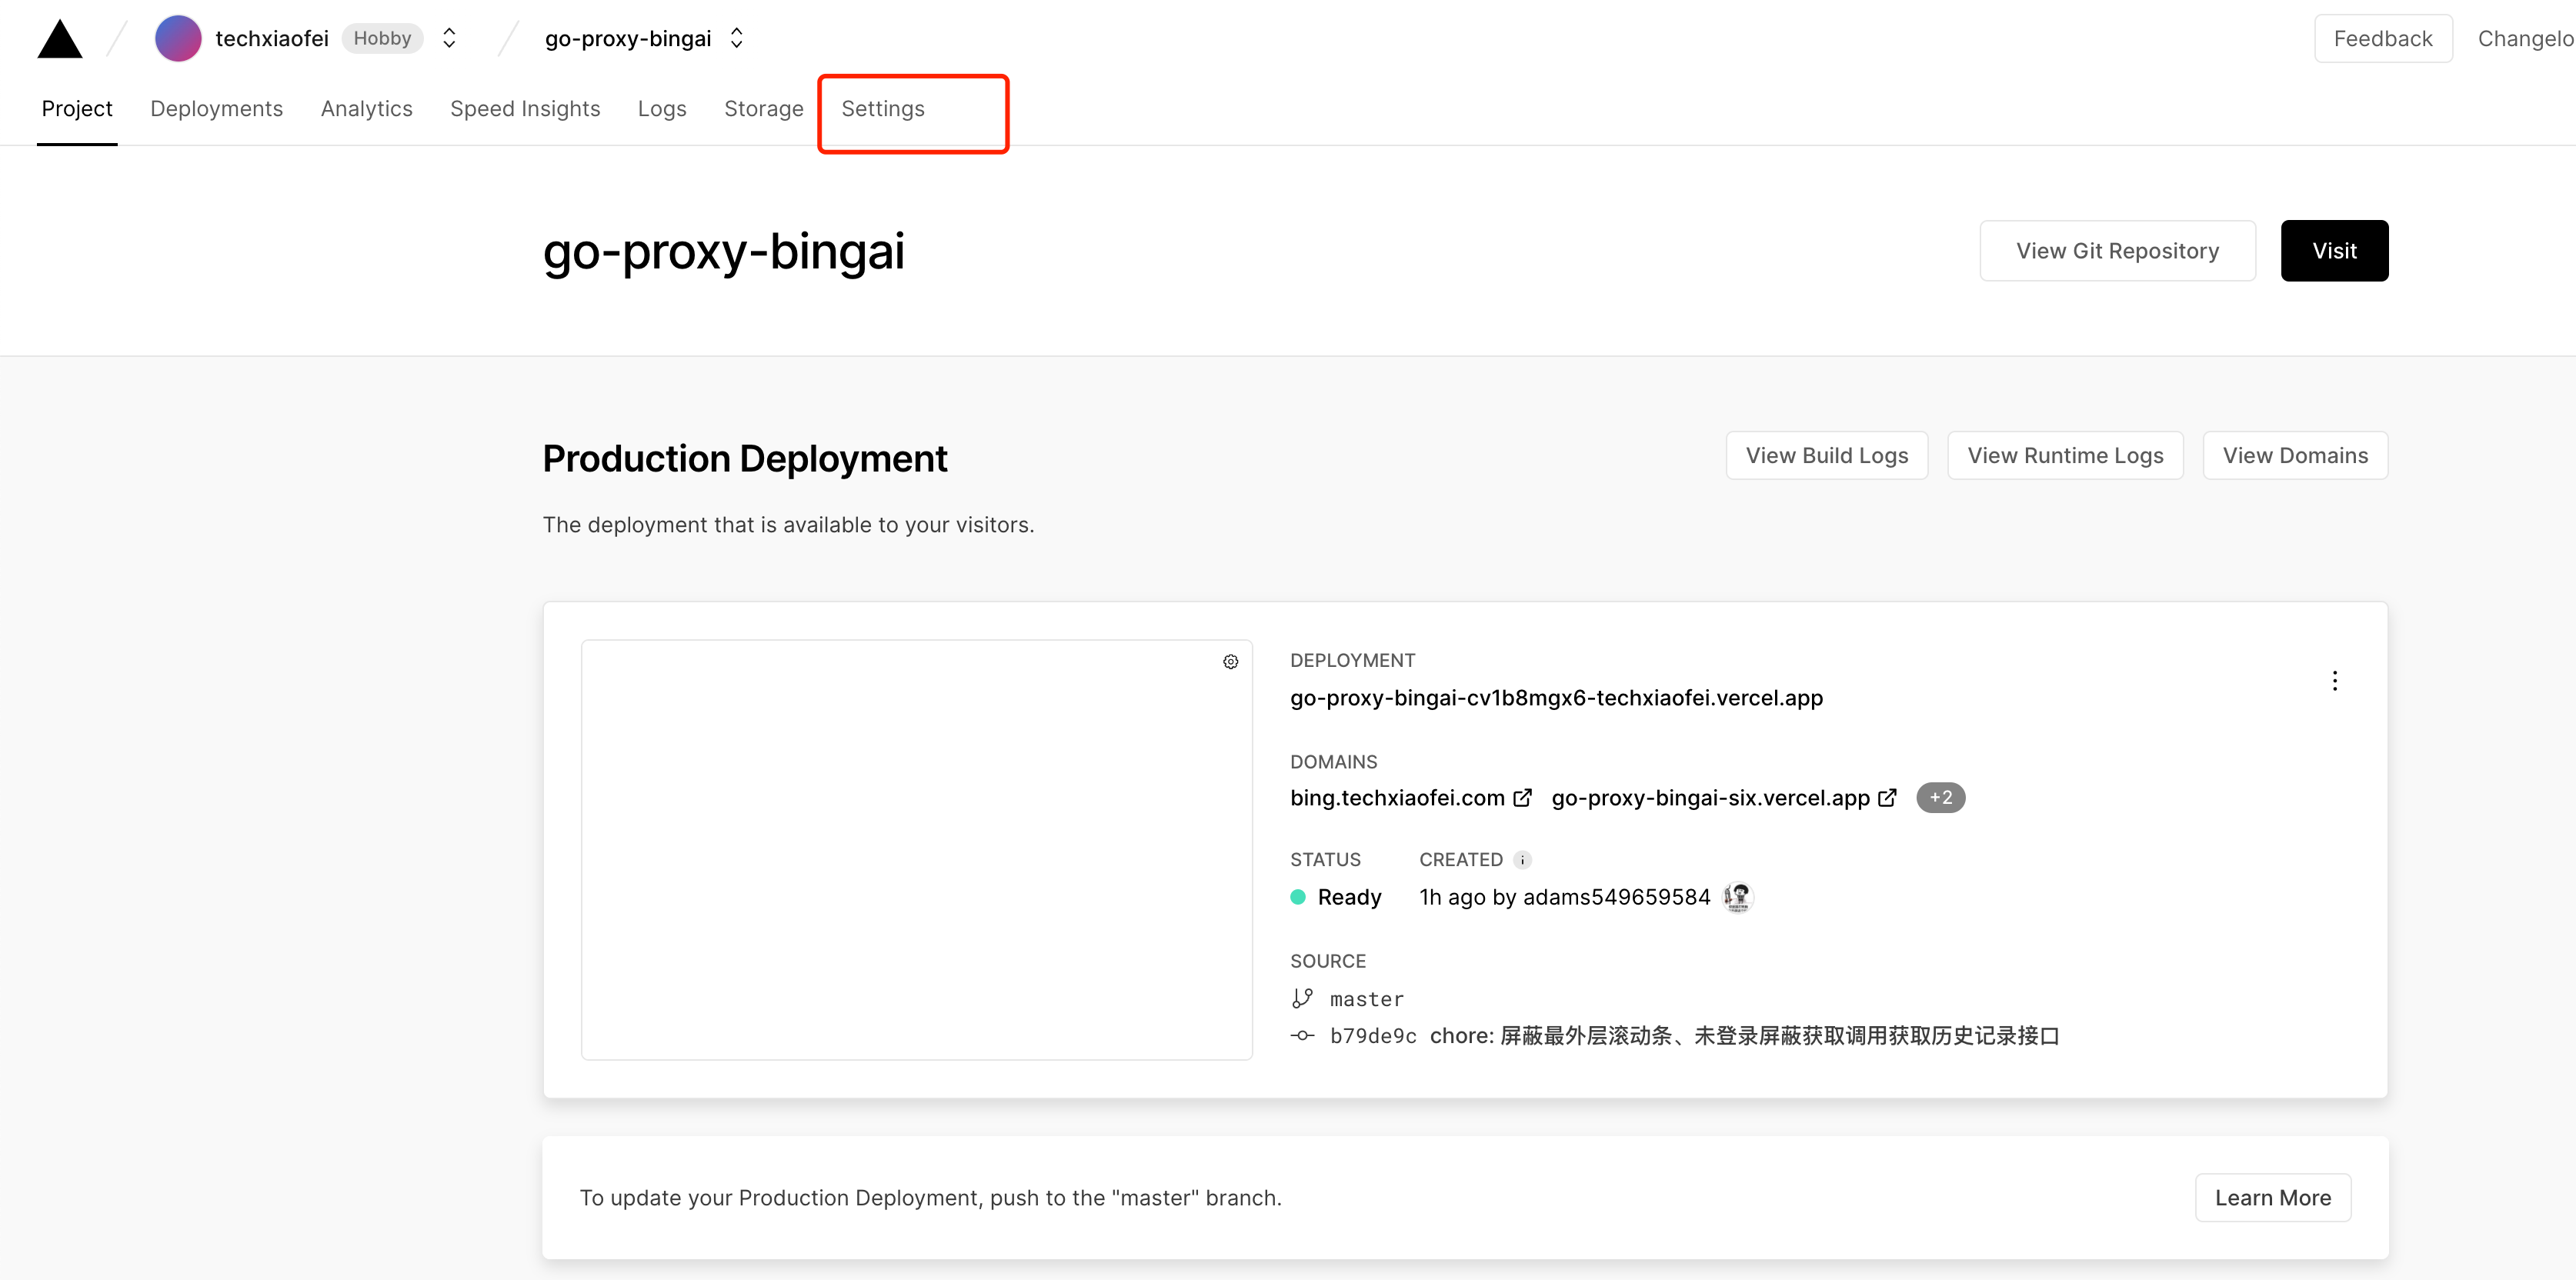 techxiaofei Hobby go-proxy-bingai Feedback Changelo
Project Deployments Analytics Speed Insights Logs Storage Settings
go-proxy-bingai View Git Repository Visit
Production Deployment View Build Logs View Runtime Logs View Domains
The deployment that is available to your visitors.
DEPLOYMENT
go-proxy-bingai-cv1b8mgx6-techxiaofei.vercel.app
DOMAINS
bing.techxiaofei.com go-proxy-bingai-six.vercel.app +2
STATUS CREATED
Ready 1h ago by adams549659584
SOURCE
master
b79de9c chore: 屏蔽最外层滚动条、未登录屏蔽获取调用获取历史记录接口
To update your Production Deployment, push to the "master" branch. Learn More